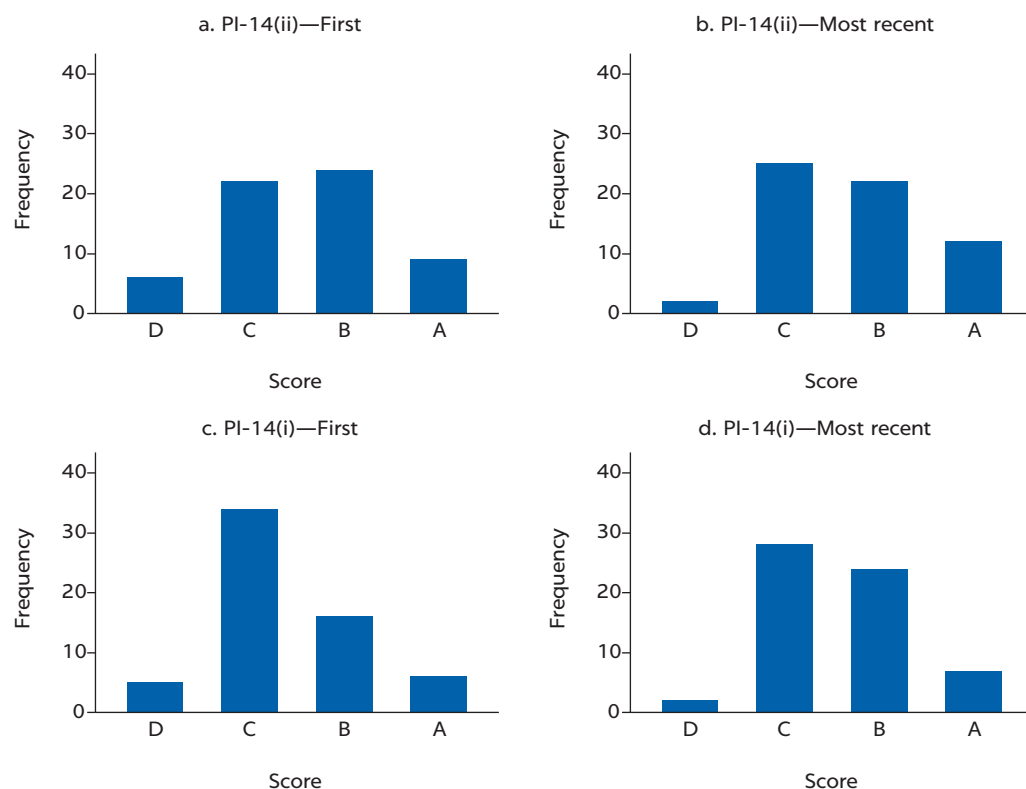 a. PI-14(ii)—First
40
30
20
10
0
Frequency
D C B A
Score
b. PI-14(ii)—Most recent
40
30
20
10
0
Frequency
D C B A
Score
c. PI-14(i)—First
40
30
20
10
0
Frequency
D C B A
Score
d. PI-14(i)—Most recent
40
30
20
10
0
Frequency
D C B A
Score